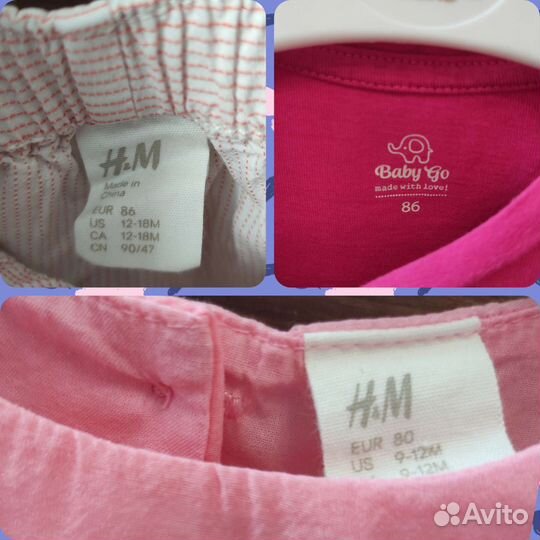 H&M
Made in
China
EUR 86
US 12-18M
CA 12-18M
CN 90/47
Baby Go
made with love!
86
H&M
EUR 80
US 9-12M
9-12M
Avito